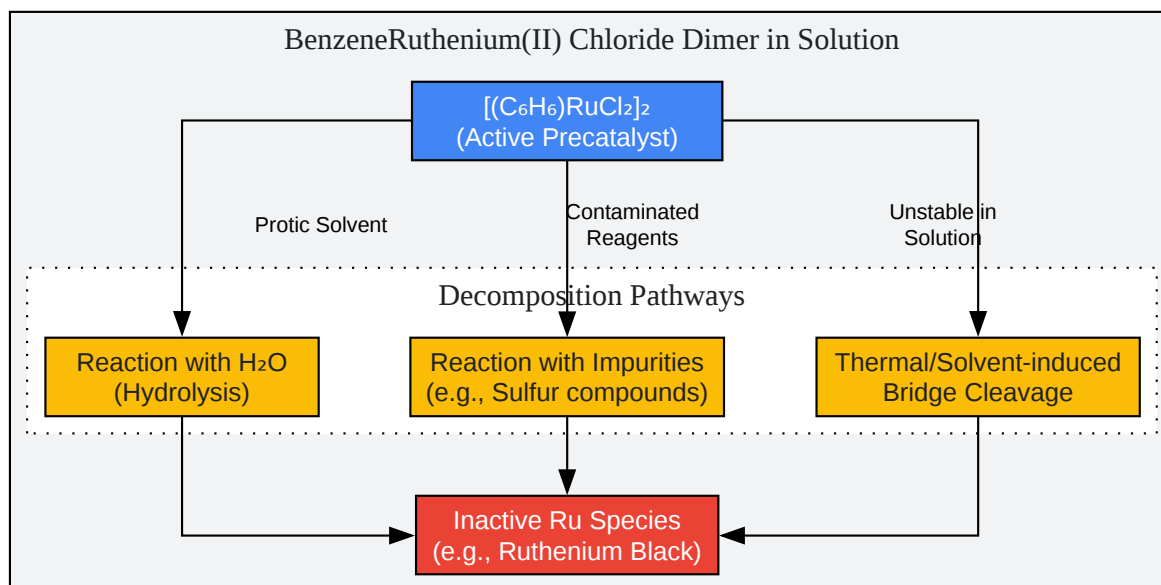 BenzeneRuthenium(II) Chloride Dimer in Solution
[(C₆H₆)RuCl₂]₂
(Active Precatalyst)
Protic Solvent
Contaminated
Reagents
Unstable in
Solution
Decomposition Pathways
Reaction with H₂O
(Hydrolysis)
Reaction with Impurities
(e.g., Sulfur compounds)
Thermal/Solvent-induced
Bridge Cleavage
Inactive Ru Species
(e.g., Ruthenium Black)